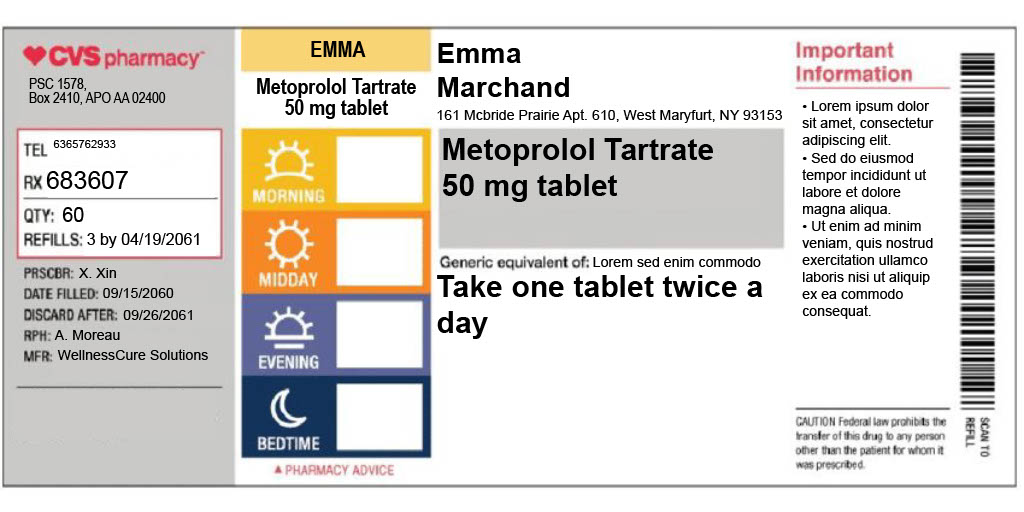 CVS pharmacy
PSC 1578,
Box 2410, APO AA 02400
TEL 6365762933
RX 683607
QTY: 60
REFILLS: 3 by 04/19/2061
PRSCBR: X. Xin
DATE FILLED: 09/15/2060
DISCARD AFTER: 09/26/2061
RPH: A. Moreau
MFR: WellnessCure Solutions
EMMA
Metoprolol Tartrate
50 mg tablet
MORNING
MIDDAY
EVENING
BEDTIME
▲ PHARMACY ADVICE
Emma
Marchand
161 Mcbride Prairie Apt. 610, West Maryfurt, NY 93153
Metoprolol Tartrate
50 mg tablet
Generic equivalent of: Lorem sed enim commodo
Take one tablet twice a
day
Important
Information
• Lorem ipsum dolor
sit amet, consectetur
adipiscing elit.
• Sed do eiusmod
tempor incididunt ut
labore et dolore
magna aliqua.
• Ut enim ad minim
veniam, quis nostrud
exercitation ullamco
laboris nisi ut aliquip
ex ea commodo
consequat.
CAUTION Federal law prohibits the
transfer of this drug to any person
other than the patient for whom it
was prescribed.
SCAN TO
REFILL